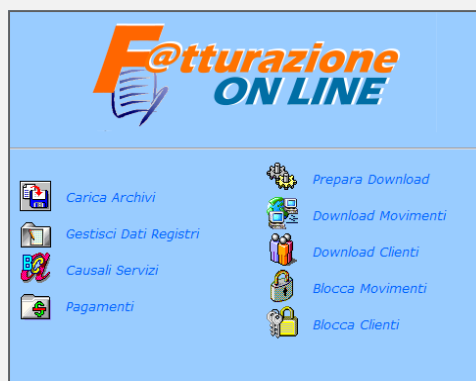 F@tturazione
ON LINE
Carica Archivi
Gestisci Dati Registri
Causali Servizi
Pagamenti
Prepara Download
Download Movimenti
Download Clienti
Blocca Movimenti
Blocca Clienti